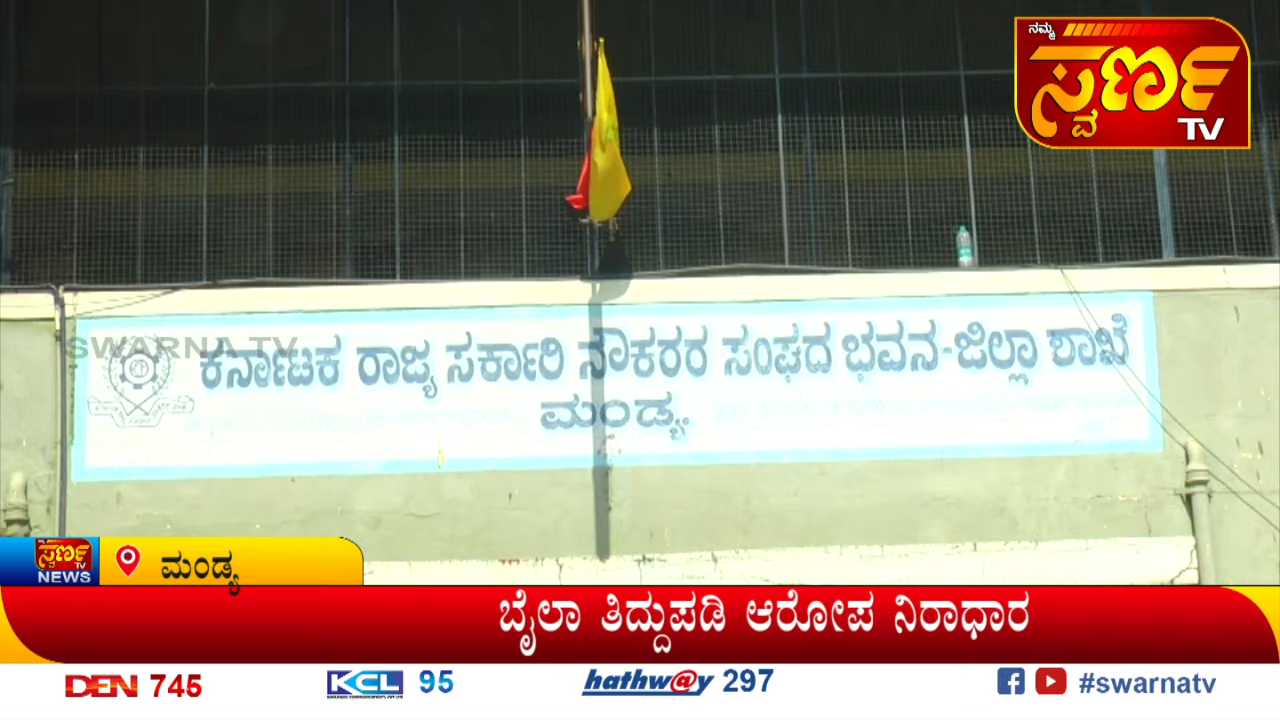 ನಮ್ಮ
ಸ್ವರ್ಣ
TV
SWARNA TV
ಕರ್ನಾಟಕ ರಾಜ್ಯ ಸರ್ಕಾರಿ ನೌಕರರ ಸಂಘದ ಭವನ-ಜಿಲ್ಲಾ ಶಾಖೆ
ಮಂಡ್ಯ.
ಸ್ವರ್ಣ
TV
NEWS
ಮಂಡ್ಯ
ಬೈಲಾ ತಿದ್ದುಪಡಿ ಆರೋಪ ನಿರಾಧಾರ
DEN 745
KCL 95
hathw@y 297
#swarnatv